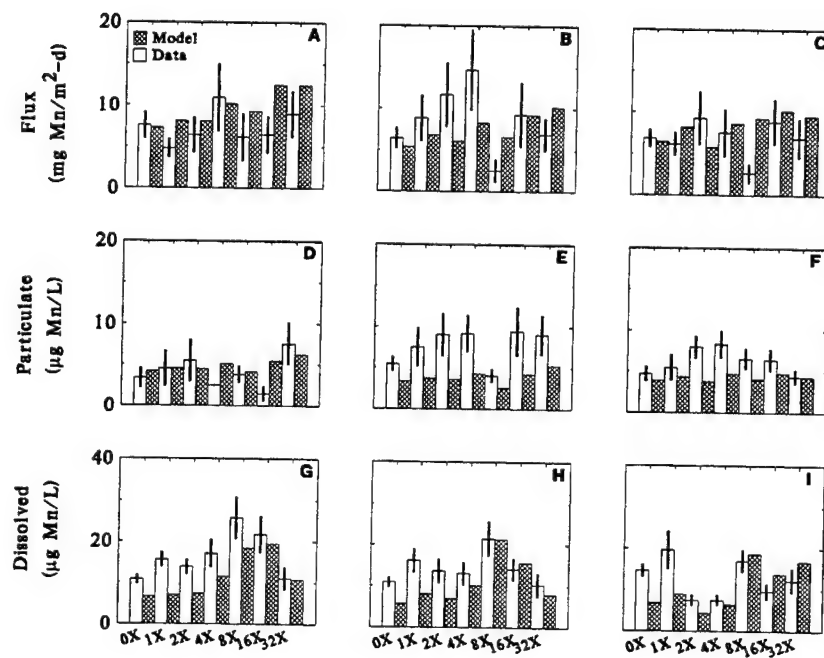 Flux
(mg Mn/m²-d)
20
10
0
Model
Data
A
B
C
Particulate
(μg Mn/L)
20
10
0
D
E
F
Dissolved
(μg Mn/L)
40
20
0
G
H
I
0X 1X 2X 4X 8X 16X 32X
0X 1X 2X 4X 8X 16X 32X
0X 1X 2X 4X 8X 16X 32X